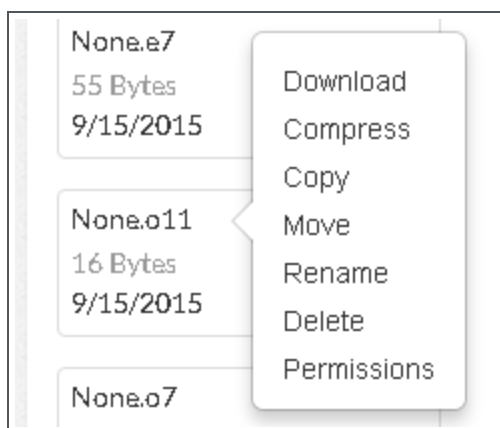 None.e7
55 Bytes
9/15/2015
None.o11
16 Bytes
9/15/2015
None.o7
Download
Compress
Copy
Move
Rename
Delete
Permissions